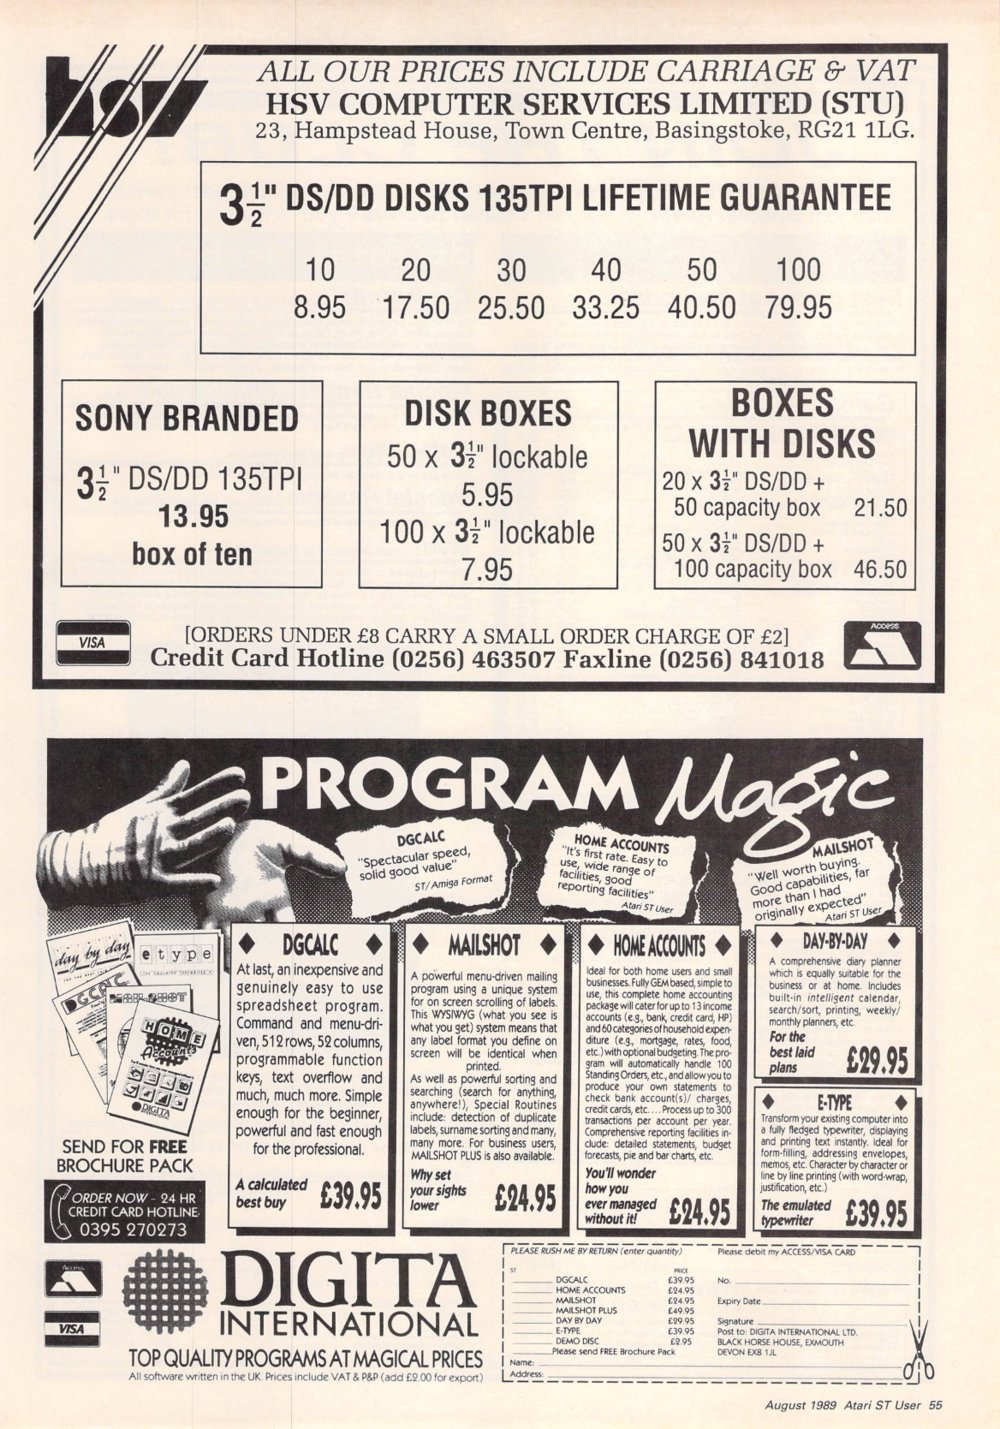 hsv
ALL OUR PRICES INCLUDE CARRIAGE & VAT
HSV COMPUTER SERVICES LIMITED (STU)
23, Hampstead House, Town Centre, Basingstoke, RG21 1LG.
3½" DS/DD DISKS 135TPI LIFETIME GUARANTEE
10 20 30 40 50 100
8.95 17.50 25.50 33.25 40.50 79.95
SONY BRANDED
3½" DS/DD 135TPI
13.95
box of ten
DISK BOXES
50 x 3½" lockable
5.95
100 x 3½" lockable
7.95
BOXES
WITH DISKS
20 x 3½" DS/DD +
50 capacity box 21.50
50 x 3½" DS/DD +
100 capacity box 46.50
VISA
[ORDERS UNDER £8 CARRY A SMALL ORDER CHARGE OF £2]
Credit Card Hotline (0256) 463507 Faxline (0256) 841018
Access
PROGRAM Magic
DGCALC
"Spectacular speed,
solid good value"
ST/Amiga Format
HOME ACCOUNTS
"It's first rate. Easy to
use, wide range of
facilities, good
reporting facilities"
Atari ST User
MAILSHOT
"Well worth buying.
Good capabilities, far
more than I had
originally expected"
Atari ST User
day by day
etype
DGCALC
MAILSHOT
HOME
Accounts
DIGITA
SEND FOR FREE
BROCHURE PACK
ORDER NOW - 24 HR
CREDIT CARD HOTLINE
0395 270273
DGCALC
At last, an inexpensive and
genuinely easy to use
spreadsheet program.
Command and menu-dri-
ven, 512 rows, 52 columns,
programmable function
keys, text overflow and
much, much more. Simple
enough for the beginner,
powerful and fast enough
for the professional.
A calculated
best buy £39.95
MAILSHOT
A powerful menu-driven mailing
program using a unique system
for on screen scrolling of labels.
This WYSIWYG (what you see is
what you get) system means that
any label format you define on
screen will be identical when
printed.
As well as powerful sorting and
searching (search for anything,
anywhere!), Special Routines
include: detection of duplicate
labels, surname sorting and many,
many more. For business users,
MAILSHOT PLUS is also available.
Why set
your sights
lower £24.95
HOME ACCOUNTS
Ideal for both home users and small
businesses. Fully GEM based, simple to
use, this complete home accounting
package will cater for up to 13 income
accounts (e.g., bank, credit card, HP)
and 60 categories of household expen-
diture (e.g, mortgage, rates, food,
etc.) with optional budgeting. The pro-
gram will automatically handle 100
Standing Orders, etc., and allow you to
produce your own statements to
check bank account(s)/ charges,
credit cards, etc. ... Process up to 300
transactions per account per year.
Comprehensive reporting facilities in-
clude: detailed statements, budget
forecasts, pie and bar charts, etc.
You'll wonder
how you
ever managed
without it! £24.95
DAY-BY-DAY
A comprehensive diary planner
which is equally suitable for the
business or at home. Includes
built-in intelligent calendar,
search/sort, printing, weekly/
monthly planners, etc.
For the
best laid
plans £29.95
E-TYPE
Transform your existing computer into
a fully fledged typewriter, displaying
and printing text instantly. Ideal for
form-filling, addressing envelopes,
memos, etc. Character by character or
line by line printing (with word-wrap,
justification, etc.)
The emulated
typewriter £39.95
Access
VISA
DIGITA
INTERNATIONAL
TOP QUALITY PROGRAMS AT MAGICAL PRICES
All software written in the UK. Prices include VAT & P&P (add £2.00 for export)
PLEASE RUSH ME BY RETURN (enter quantity)
ST PRICE
DGCALC £39.95
HOME ACCOUNTS £24.95
MAILSHOT £24.95
MAILSHOT PLUS £49.95
DAY BY DAY £29.95
E-TYPE £39.95
DEMO DISC £2.95
Please send FREE Brochure Pack
Name:
Address:
Please debit my ACCESS/VISA CARD
No.
Expiry Date
Signature
Post to: DIGITA INTERNATIONAL LTD.
BLACK HORSE HOUSE, EXMOUTH
DEVON EX8 1JL
August 1989 Atari ST User 55